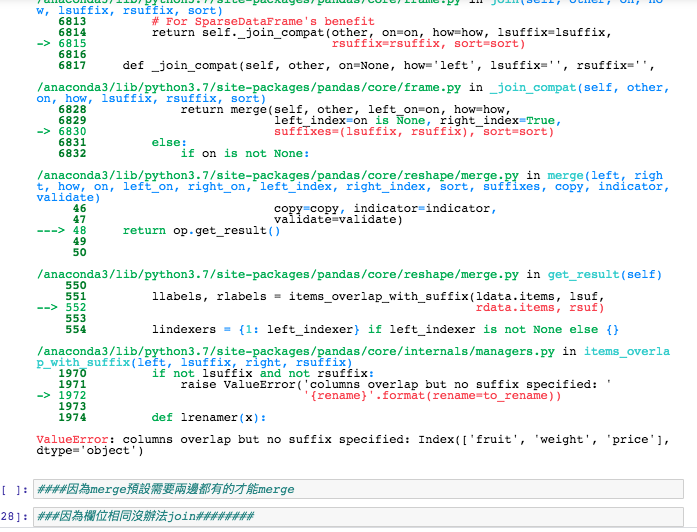 /anaconda3/lib/python3.7/site-packages/pandas/core/frame.py in join(self, other, on, ho
w, lsuffix, rsuffix, sort)
6813 # For SparseDataFrame's benefit
6814 return self._join_compat(other, on=on, how=how, lsuffix=lsuffix,
-> 6815 rsuffix=rsuffix, sort=sort)
6816
6817 def _join_compat(self, other, on=None, how='left', lsuffix='', rsuffix='',
/anaconda3/lib/python3.7/site-packages/pandas/core/frame.py in _join_compat(self, other,
on, how, lsuffix, rsuffix, sort)
6828 return merge(self, other, left_on=on, how=how,
6829 left_index=on is None, right_index=True,
-> 6830 suffixes=(lsuffix, rsuffix), sort=sort)
6831 else:
6832 if on is not None:
/anaconda3/lib/python3.7/site-packages/pandas/core/reshape/merge.py in merge(left, righ
t, how, on, left_on, right_on, left_index, right_index, sort, suffixes, copy, indicator,
validate)
46 copy=copy, indicator=indicator,
47 validate=validate)
---> 48 return op.get_result()
49
50
/anaconda3/lib/python3.7/site-packages/pandas/core/reshape/merge.py in get_result(self)
550
551 llabels, rlabels = items_overlap_with_suffix(ldata.items, lsuf,
--> 552 rdata.items, rsuf)
553
554 lindexers = {1: left_indexer} if left_indexer is not None else {}
/anaconda3/lib/python3.7/site-packages/pandas/core/internals/managers.py in items_overla
p_with_suffix(left, lsuffix, right, rsuffix)
1970 if not lsuffix and not rsuffix:
1971 raise ValueError('columns overlap but no suffix specified: '
-> 1972 '{rename}'.format(rename=to_rename))
1973
1974 def lrenamer(x):
ValueError: columns overlap but no suffix specified: Index(['fruit', 'weight', 'price'],
dtype='object')
[ ]: ####因為merge預設需要兩邊都有的才能merge
28]: ###因為欄位相同沒辦法join########